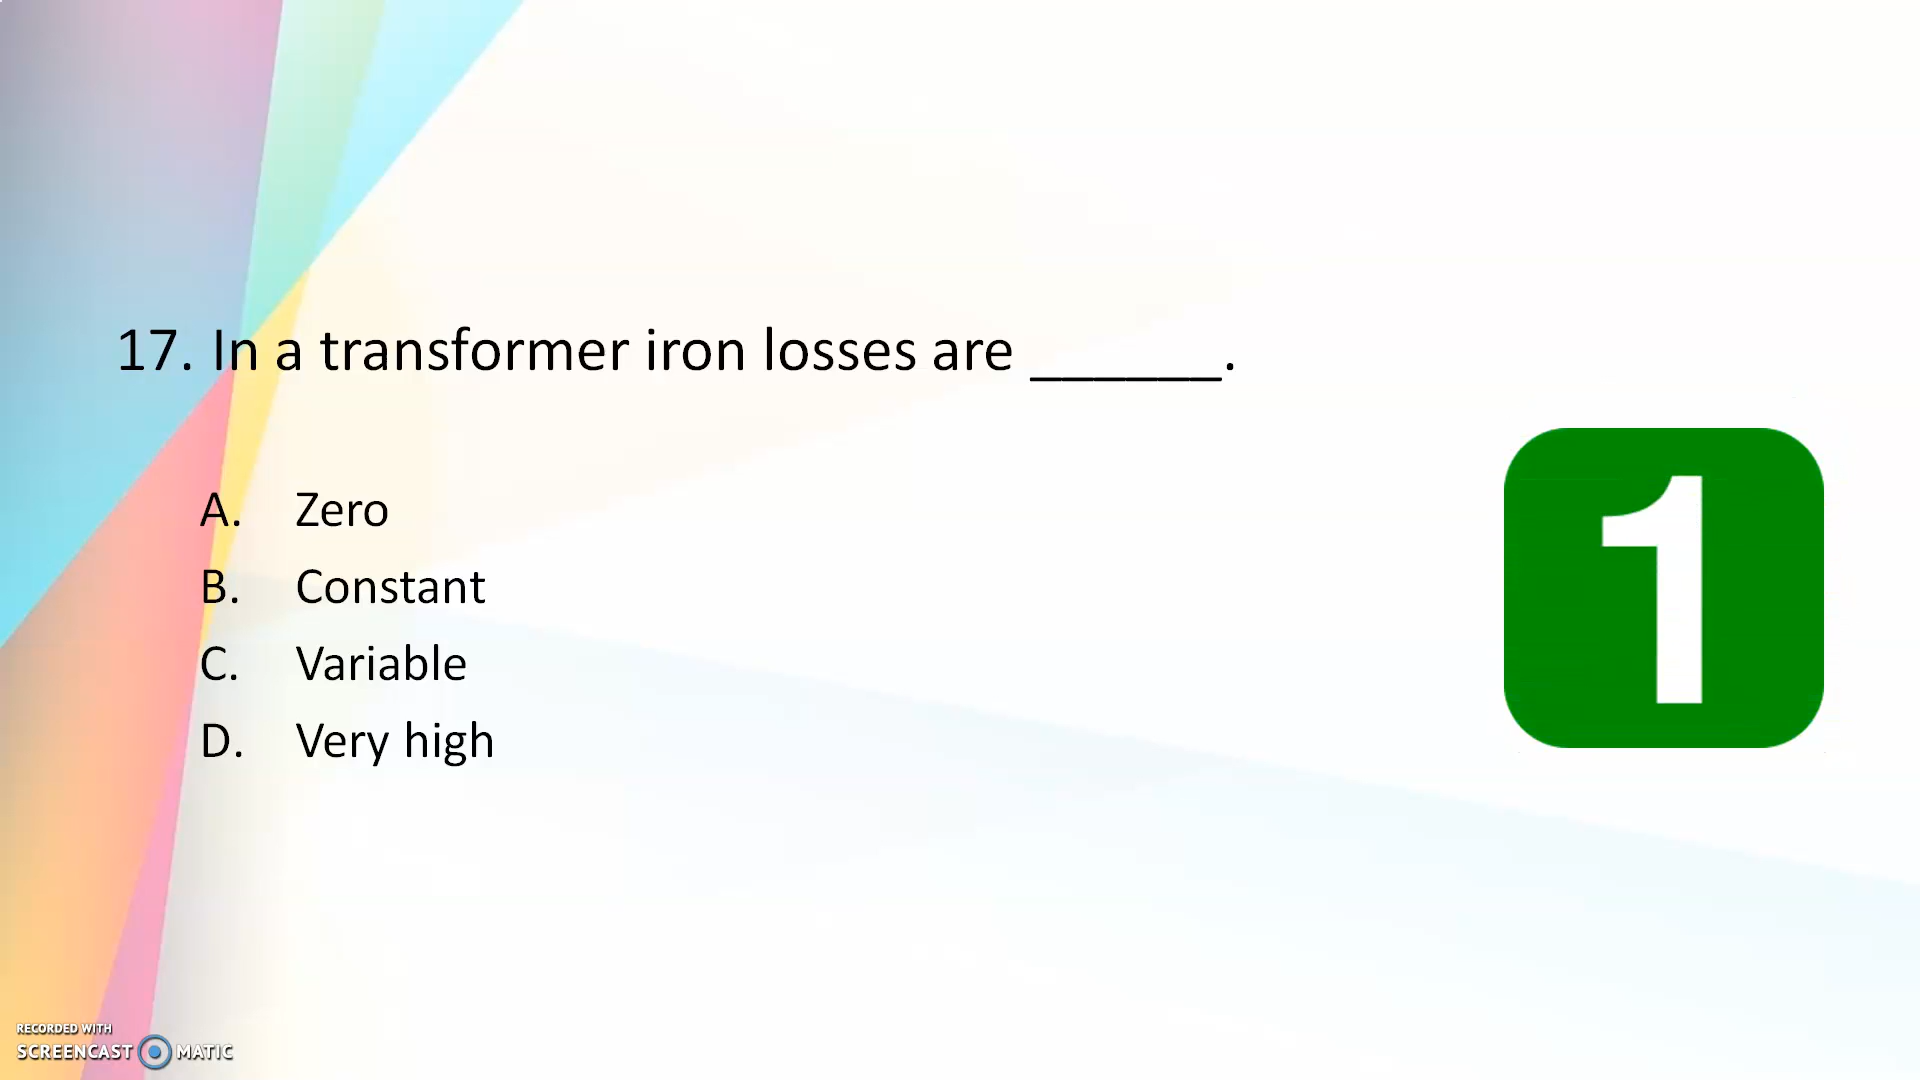 17. In a transformer iron losses are ______.
A. Zero
B. Constant
C. Variable
D. Very high
1
RECORDED WITH
SCREENCAST MATIC